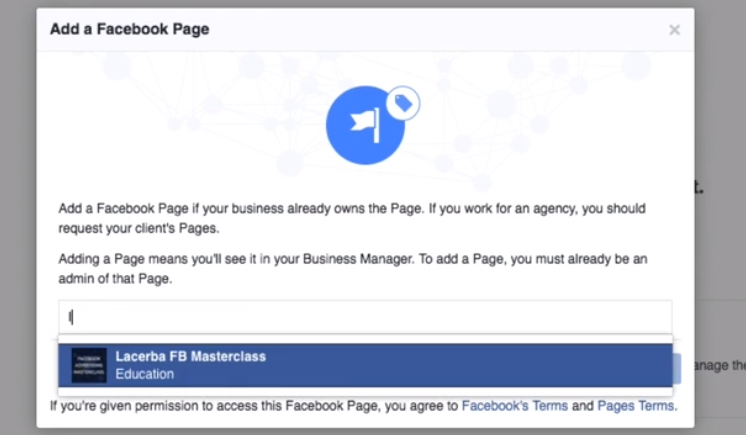 Add a Facebook Page
×
t.
Add a Facebook Page if your business already owns the Page. If you work for an agency, you should
request your client's Pages.
Adding a Page means you'll see it in your Business Manager. To add a Page, you must already be an
admin of that Page.
l
Lacerba FB Masterclass
FACEBOOK
ADVERTISING
MASTERCLASS
Education
anage the
If you're given permission to access this Facebook Page, you agree to Facebook's Terms and Pages Terms.